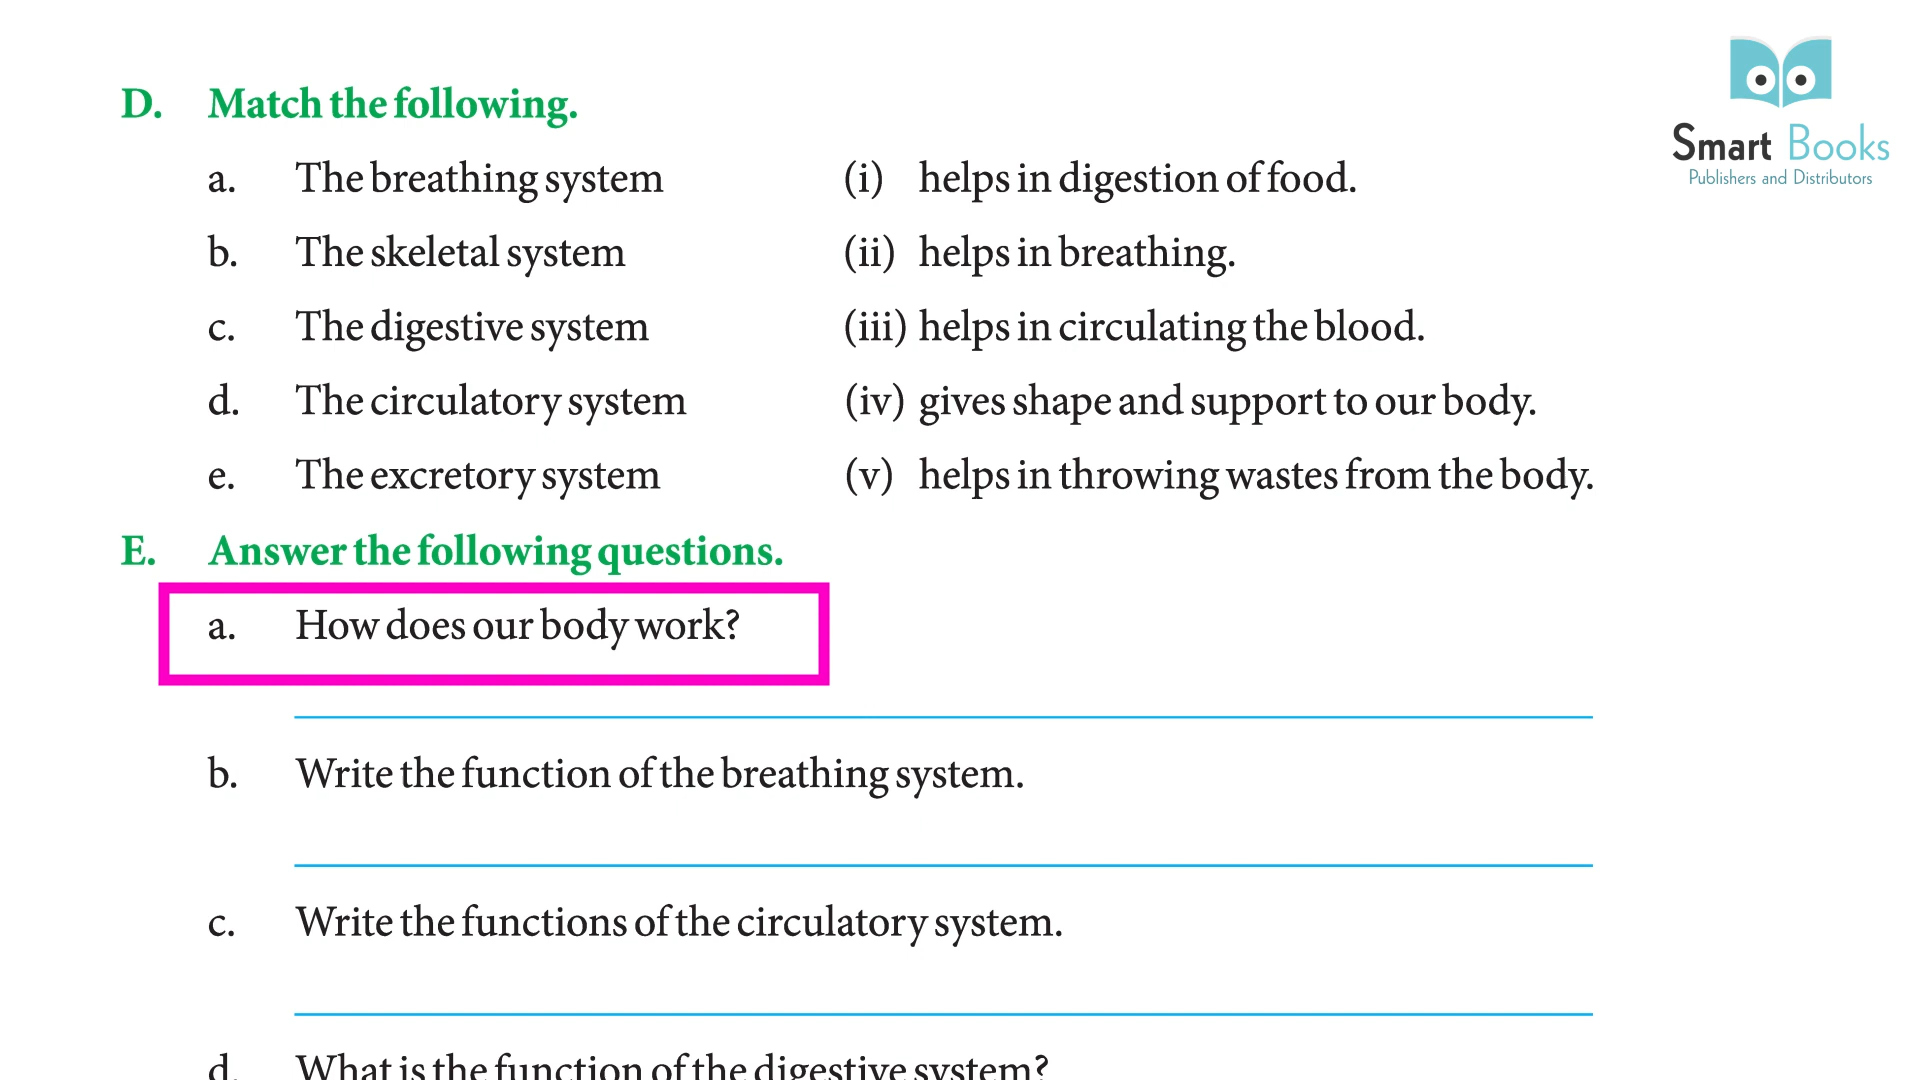 Smart Books
Publishers and Distributors
D. Match the following.
a. The breathing system (i) helps in digestion of food.
b. The skeletal system (ii) helps in breathing.
c. The digestive system (iii) helps in circulating the blood.
d. The circulatory system (iv) gives shape and support to our body.
e. The excretory system (v) helps in throwing wastes from the body.
E. Answer the following questions.
a. How does our body work?
b. Write the function of the breathing system.
c. Write the functions of the circulatory system.
d. What is the function of the digestive system?